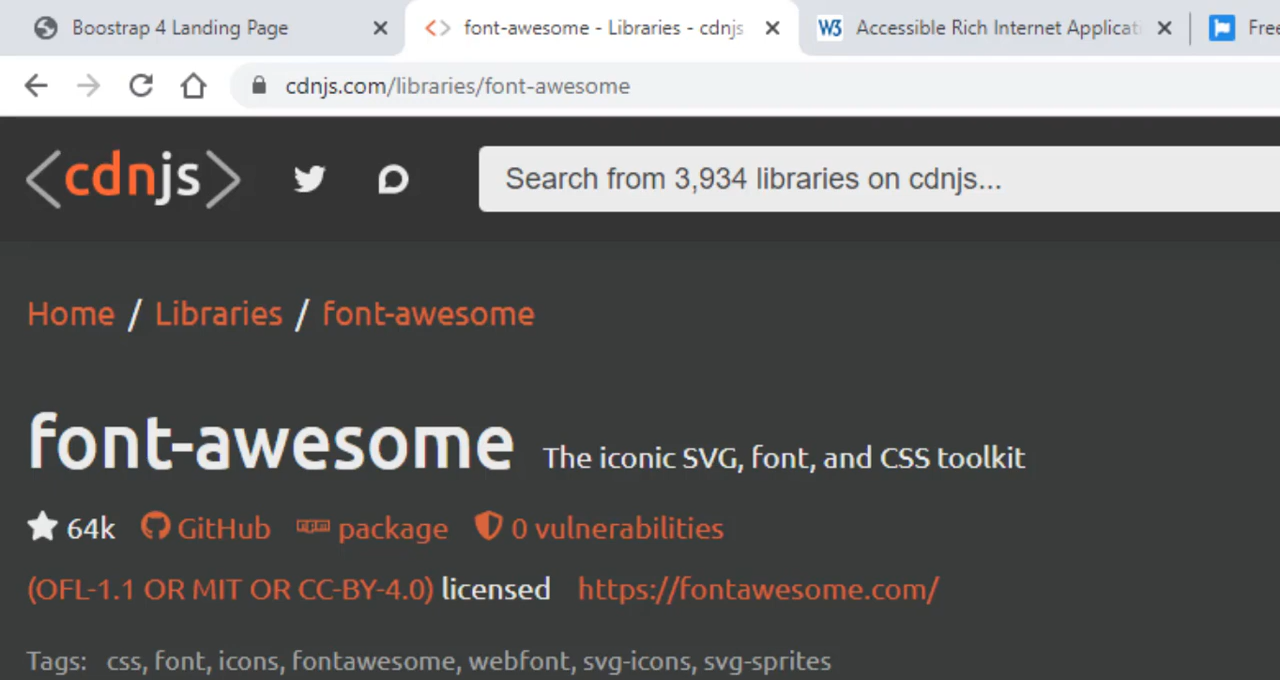 Boostrap 4 Landing Page
font-awesome - Libraries - cdnjs
W3 Accessible Rich Internet Applicat
Free
cdnjs.com/libraries/font-awesome
<cdnjs>
Search from 3,934 libraries on cdnjs...
Home / Libraries / font-awesome
font-awesome The iconic SVG, font, and CSS toolkit
64k GitHub npm package 0 vulnerabilities
(OFL-1.1 OR MIT OR CC-BY-4.0) licensed https://fontawesome.com/
Tags: css, font, icons, fontawesome, webfont, svg-icons, svg-sprites